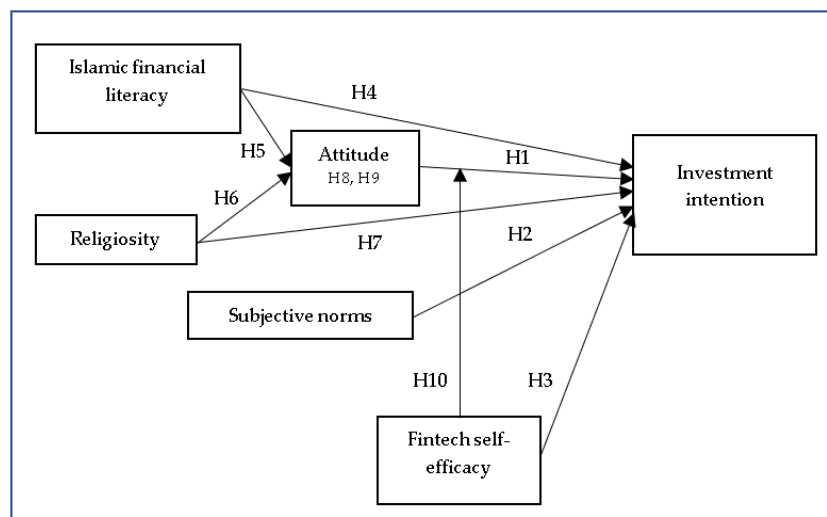 Islamic financial
literacy
H4
H5
Attitude
H8, H9
H1
Investment
intention
H6
Religiosity
H7
H2
Subjective norms
H10
H3
Fintech self-
efficacy